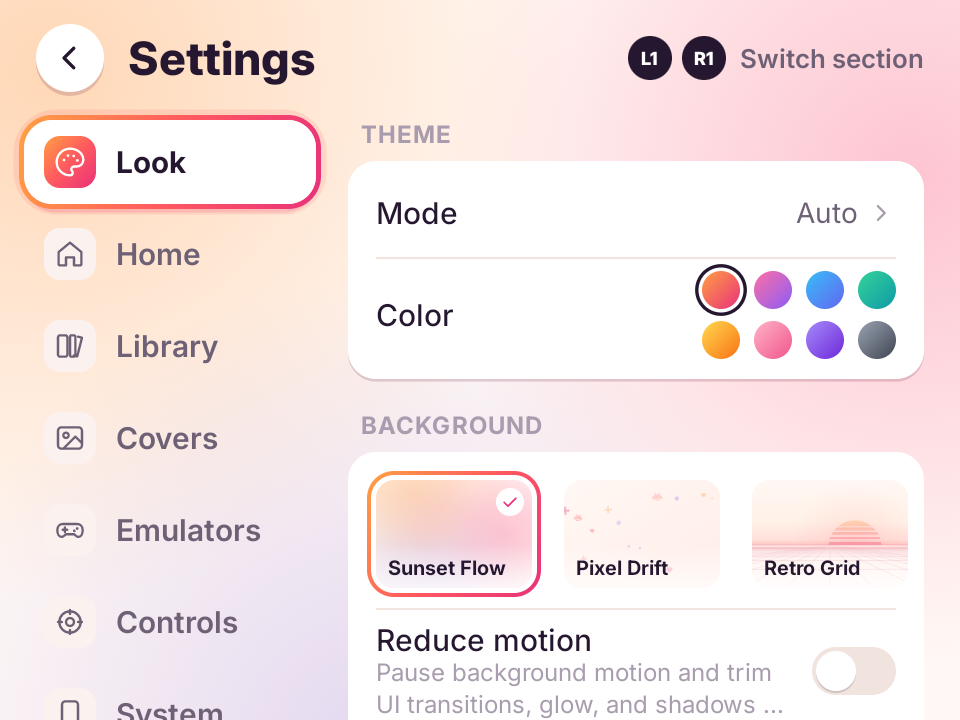 Settings
L1 R1 Switch section
Look
Home
Library
Covers
Emulators
Controls
System
THEME
Mode Auto
Color
BACKGROUND
Sunset Flow
Pixel Drift
Retro Grid
Reduce motion
Pause background motion and trim
UI transitions, glow, and shadows ...